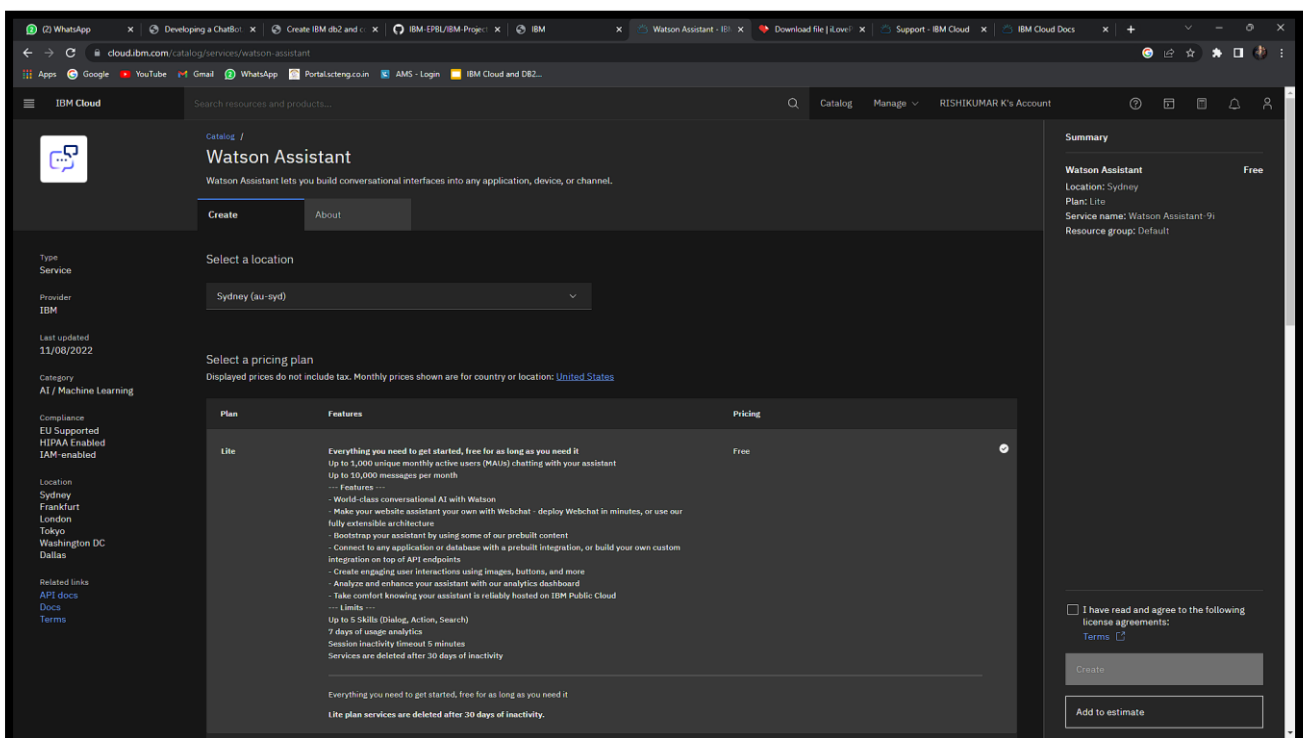 (2) WhatsApp
Developing a ChatBot.
Create IBM db2 and c
IBM-EPBL/IBM-Project
IBM
Watson Assistant - IB
Download file | iLoveP
Support - IBM Cloud
IBM Cloud Docs
cloud.ibm.com/catalog/services/watson-assistant
Apps Google YouTube Gmail WhatsApp Portal.scteng.co.in AMS - Login IBM Cloud and DB2...
IBM Cloud
Search resources and products...
Catalog Manage RISHIKUMAR K's Account
Catalog /
Watson Assistant
Watson Assistant lets you build conversational interfaces into any application, device, or channel.
Create About
Type
Service
Provider
IBM
Last updated
11/08/2022
Category
AI / Machine Learning
Compliance
EU Supported
HIPAA Enabled
IAM-enabled
Location
Sydney
Frankfurt
London
Tokyo
Washington DC
Dallas
Related links
API docs
Docs
Terms
Select a location
Sydney (au-syd)
Select a pricing plan
Displayed prices do not include tax. Monthly prices shown are for country or location: United States
Plan Features Pricing
Lite
Everything you need to get started, free for as long as you need it
Free
Up to 1,000 unique monthly active users (MAUs) chatting with your assistant
Up to 10,000 messages per month
--- Features ---
- World-class conversational AI with Watson
- Make your website assistant your own with Webchat - deploy Webchat in minutes, or use our
fully extensible architecture
- Bootstrap your assistant by using some of our prebuilt content
- Connect to any application or database with a prebuilt integration, or build your own custom
integration on top of API endpoints
- Create engaging user interactions using images, buttons, and more
- Analyze and enhance your assistant with our analytics dashboard
- Take comfort knowing your assistant is reliably hosted on IBM Public Cloud
--- Limits ---
Up to 5 Skills (Dialog, Action, Search)
7 days of usage analytics
Session inactivity timeout 5 minutes
Services are deleted after 30 days of inactivity
Everything you need to get started, free for as long as you need it
Lite plan services are deleted after 30 days of inactivity.
Summary
Watson Assistant Free
Location: Sydney
Plan: Lite
Service name: Watson Assistant-9i
Resource group: Default
I have read and agree to the following
license agreements:
Terms
Create
Add to estimate